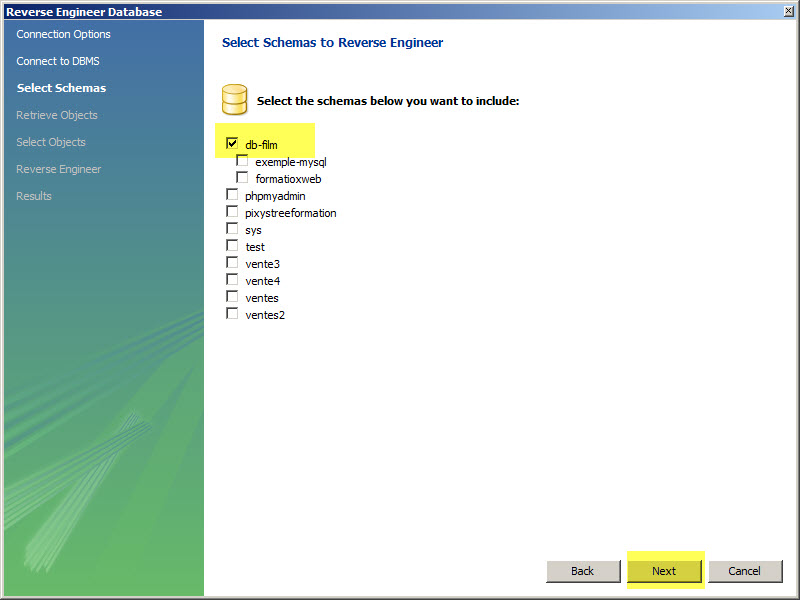 Reverse Engineer Database
Connection Options
Connect to DBMS
Select Schemas
Retrieve Objects
Select Objects
Reverse Engineer
Results
Select Schemas to Reverse Engineer
Select the schemas below you want to include:
db-film
exemple-mysql
formatioxweb
phpmyadmin
pixystreeformation
sys
test
vente3
vente4
ventes
ventes2
Back
Next
Cancel